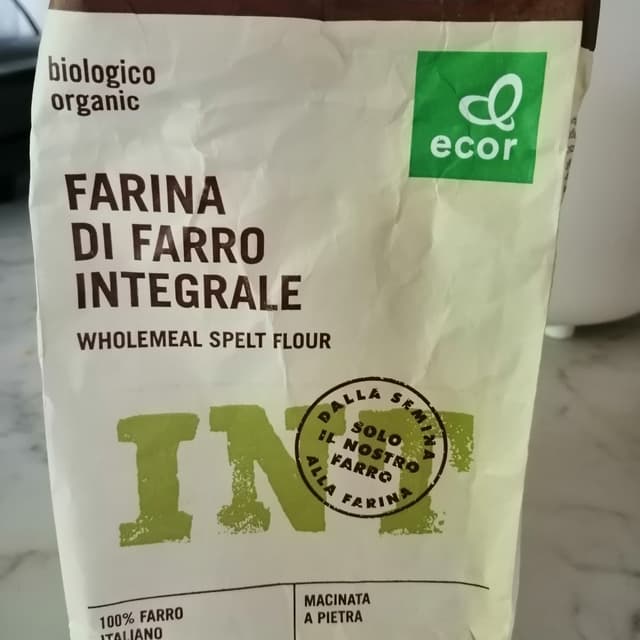 biologico
organic
ecor
FARINA
DI FARRO
INTEGRALE
WHOLEMEAL SPELT FLOUR
INT
DALLA SEMINA
SOLO
IL NOSTRO
FARRO
ALLA FARINA
100% FARRO
ITALIANO
MACINATA
A PIETRA